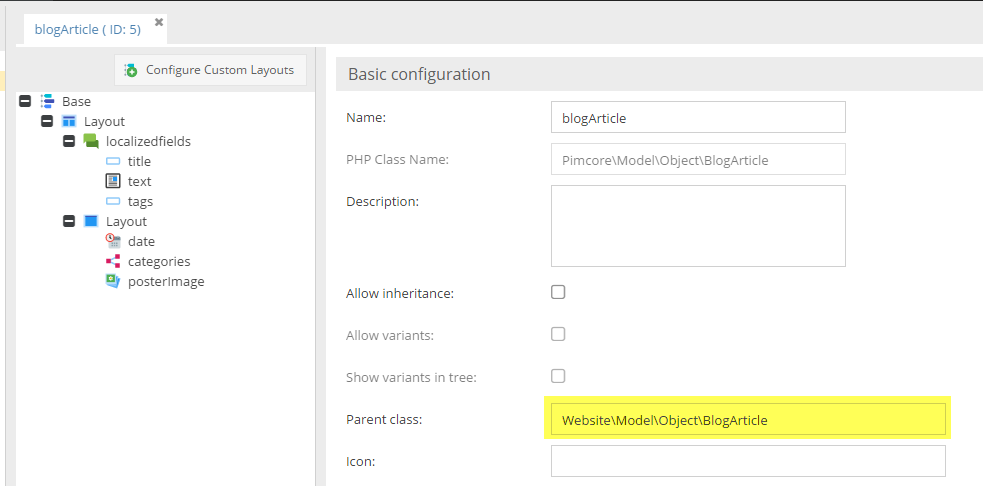 blogArticle ( ID: 5)
Configure Custom Layouts
Base
Layout
localizedfields
title
text
tags
Layout
date
categories
posterImage
Basic configuration
Name: blogArticle
PHP Class Name: Pimcore\Model\Object\BlogArticle
Description:
Allow inheritance:
Allow variants:
Show variants in tree:
Parent class: Website\Model\Object\BlogArticle
Icon: